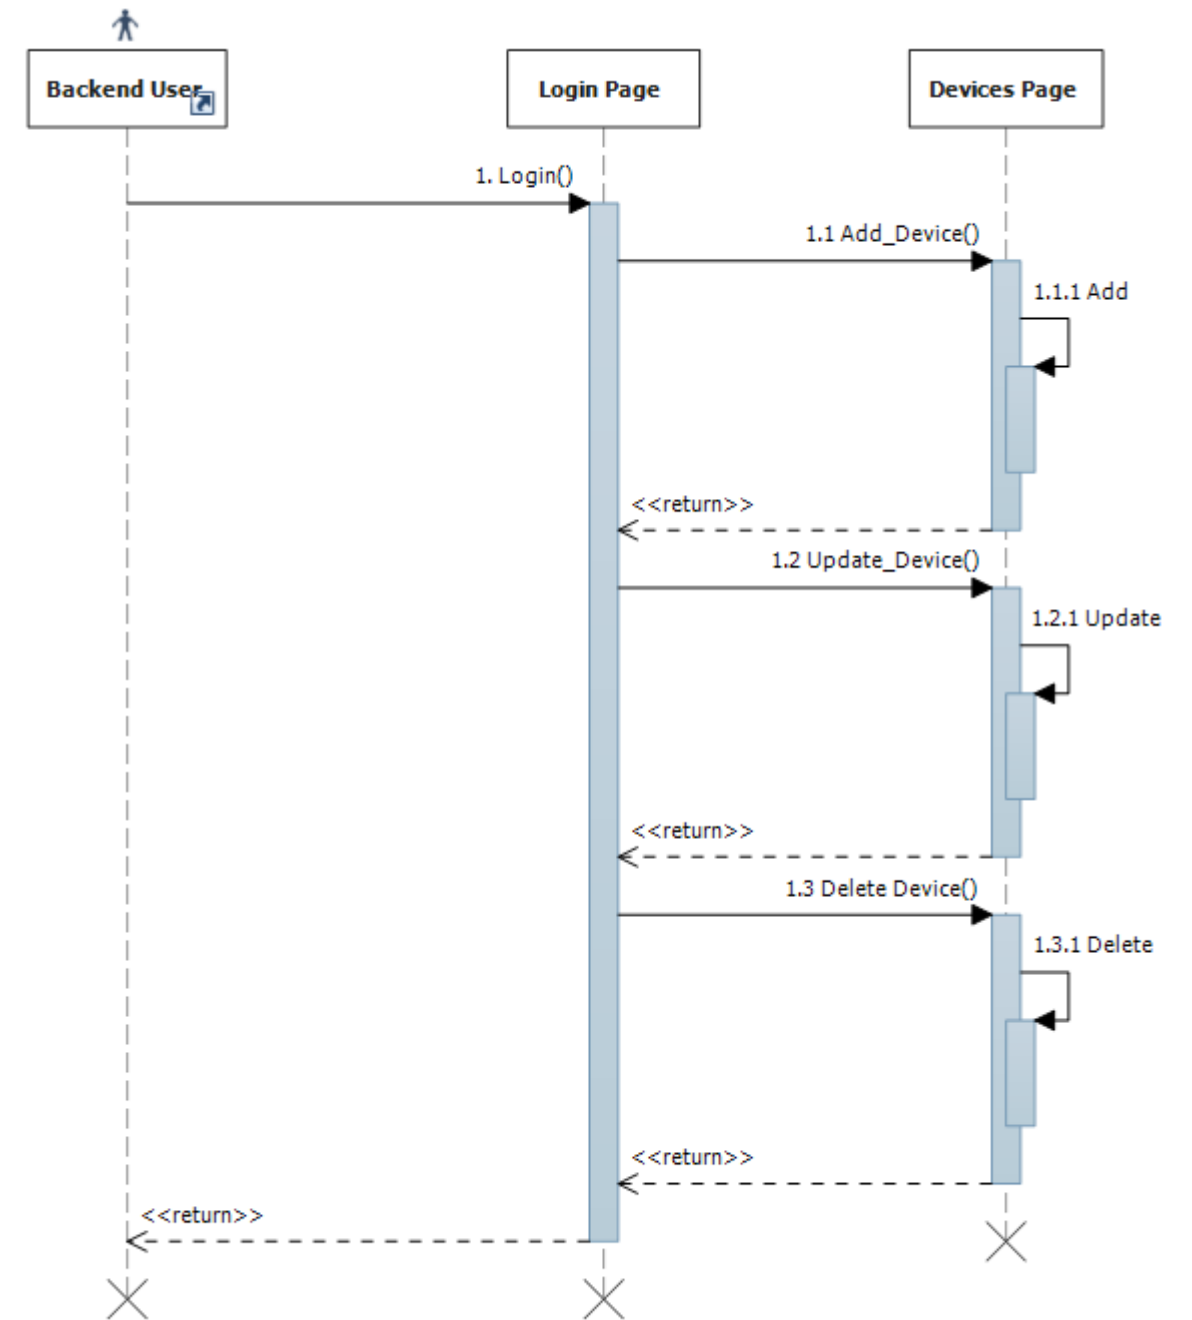 Backend User
Login Page
Devices Page
1. Login()
1.1 Add_Device()
1.1.1 Add
<<return>>
1.2 Update_Device()
1.2.1 Update
<<return>>
1.3 Delete Device()
1.3.1 Delete
<<return>>
<<return>>